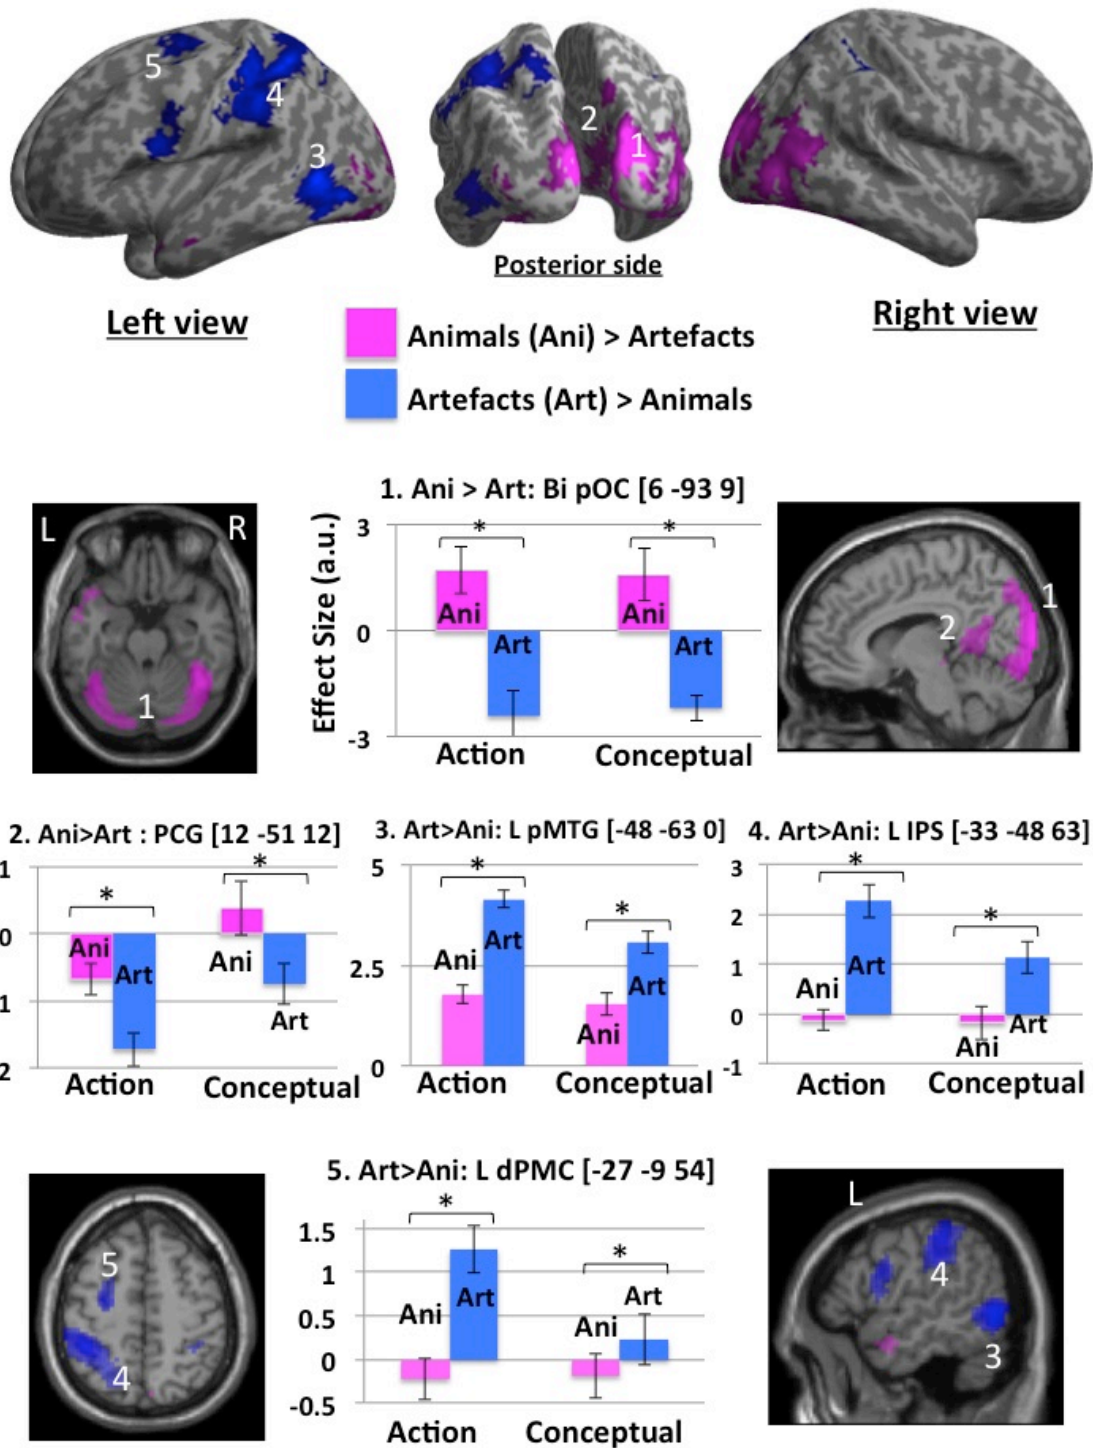 5
4
3
2
1
Posterior side
Left view
Right view
Animals (Ani) > Artefacts
Artefacts (Art) > Animals
1. Ani > Art: Bi pOC [6 -93 9]
L
R
1
Effect Size (a.u.)
3
0
-3
*
*
Ani
Art
Ani
Art
Action
Conceptual
2
1
2. Ani>Art : PCG [12 -51 12]
1
0
1
2
*
*
Ani
Art
Ani
Art
Action
Conceptual
3. Art>Ani: L pMTG [-48 -63 0]
5
2.5
0
*
*
Ani
Art
Ani
Art
Action
Conceptual
4. Art>Ani: L IPS [-33 -48 63]
3
2
1
0
-1
*
*
Ani
Art
Ani
Art
Action
Conceptual
5. Art>Ani: L dPMC [-27 -9 54]
5
4
1.5
1
0.5
0
-0.5
*
*
Ani
Art
Ani
Art
Action
Conceptual
L
4
3